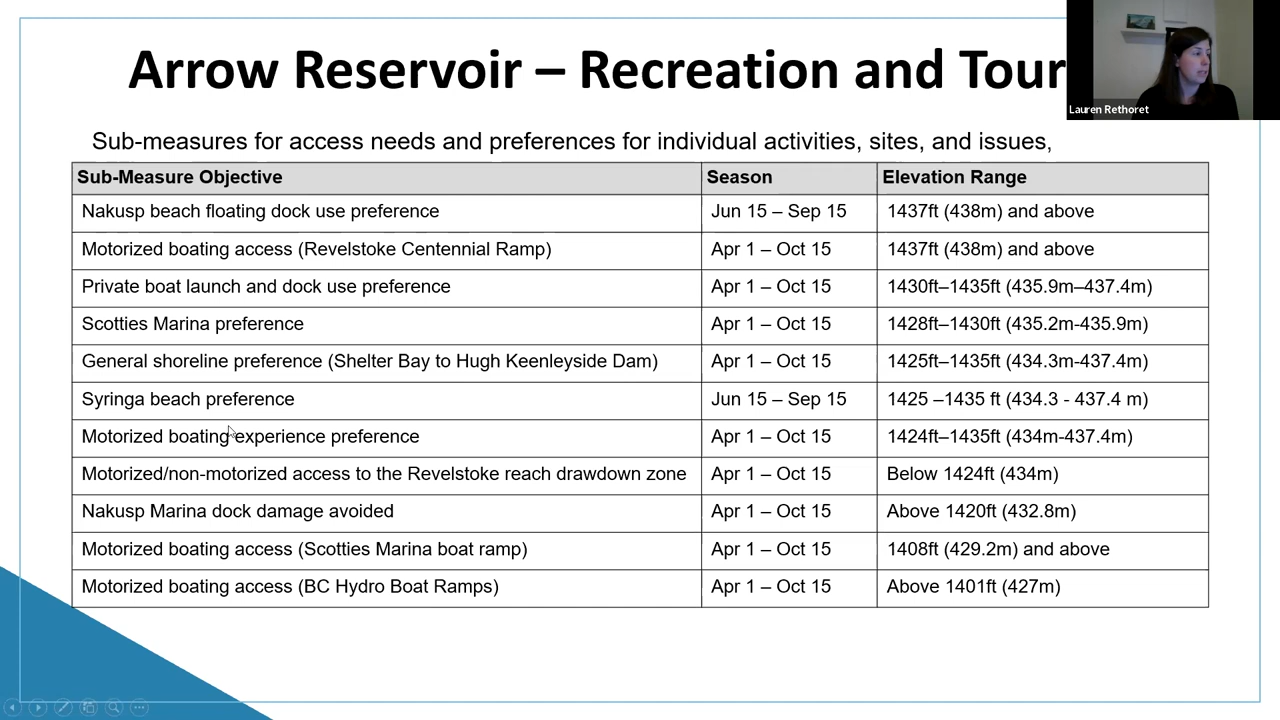 Arrow Reservoir – Recreation and Tour
Lauren Rethoret
Sub-measures for access needs and preferences for individual activities, sites, and issues,
Sub-Measure Objective Season Elevation Range
Nakusp beach floating dock use preference Jun 15 – Sep 15 1437ft (438m) and above
Motorized boating access (Revelstoke Centennial Ramp) Apr 1 – Oct 15 1437ft (438m) and above
Private boat launch and dock use preference Apr 1 – Oct 15 1430ft–1435ft (435.9m–437.4m)
Scotties Marina preference Apr 1 – Oct 15 1428ft–1430ft (435.2m-435.9m)
General shoreline preference (Shelter Bay to Hugh Keenleyside Dam) Apr 1 – Oct 15 1425ft–1435ft (434.3m-437.4m)
Syringa beach preference Jun 15 – Sep 15 1425 –1435 ft (434.3 - 437.4 m)
Motorized boating experience preference Apr 1 – Oct 15 1424ft–1435ft (434m-437.4m)
Motorized/non-motorized access to the Revelstoke reach drawdown zone Apr 1 – Oct 15 Below 1424ft (434m)
Nakusp Marina dock damage avoided Apr 1 – Oct 15 Above 1420ft (432.8m)
Motorized boating access (Scotties Marina boat ramp) Apr 1 – Oct 15 1408ft (429.2m) and above
Motorized boating access (BC Hydro Boat Ramps) Apr 1 – Oct 15 Above 1401ft (427m)